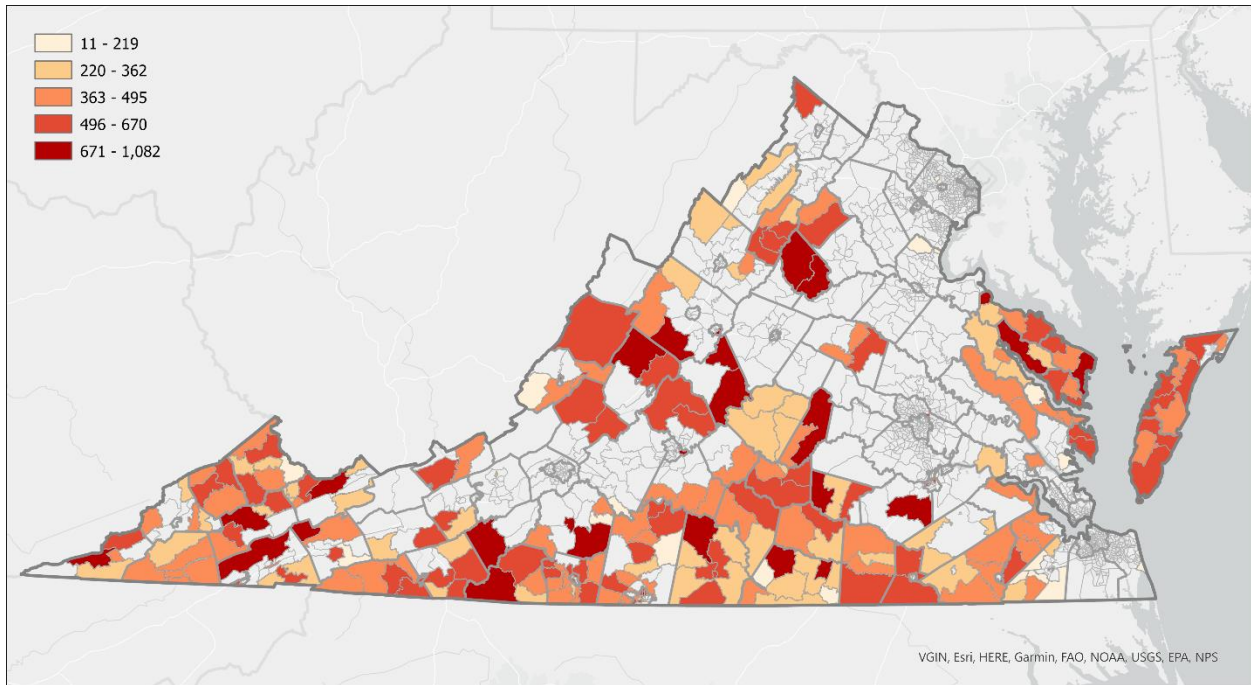 11 - 219
220 - 362
363 - 495
496 - 670
671 - 1,082
VGIN, Esri, HERE, Garmin, FAO, NOAA, USGS, EPA, NPS